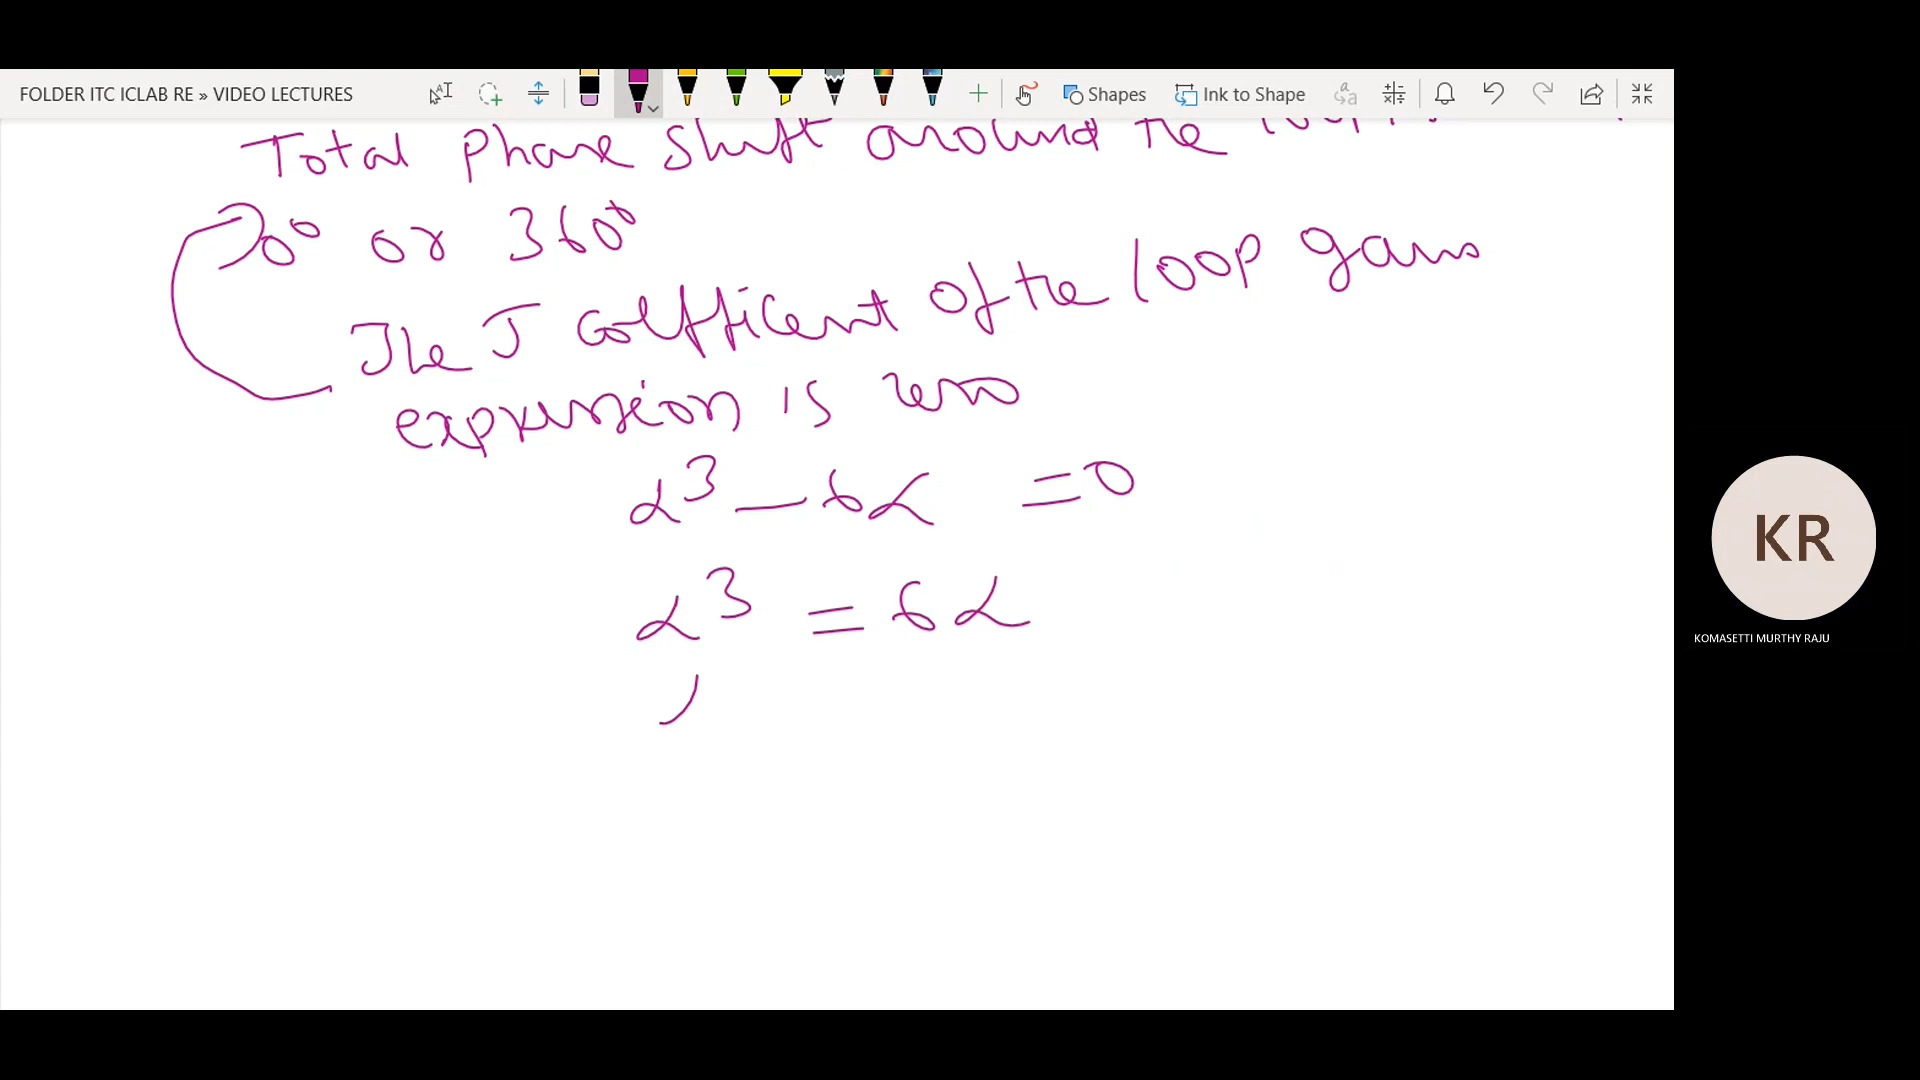 FOLDER ITC ICLAB RE » VIDEO LECTURES
Shapes
Ink to Shape
Total phase shift around the
0° or 360°
The J coefficient of the loop gain
expression is zero
α³ – 6α = 0
α³ = 6α
KR
KOMASETTI MURTHY RAJU